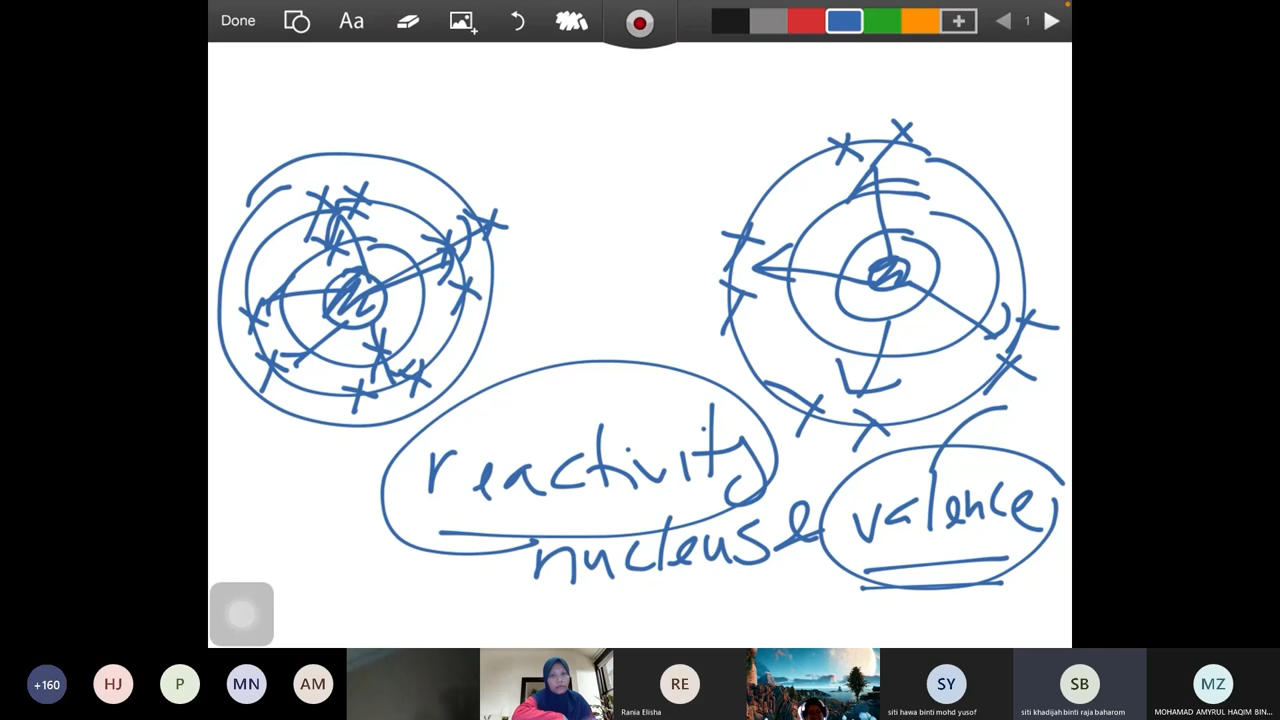 Done Aa 1
reactivity
nucleus & valence
+160 HJ P MN AM RE SY SB MZ
Rania Elisha siti hawa binti mohd yusof siti khadijah binti raja baharom MOHAMAD AMYRUL HAQIM BIN...